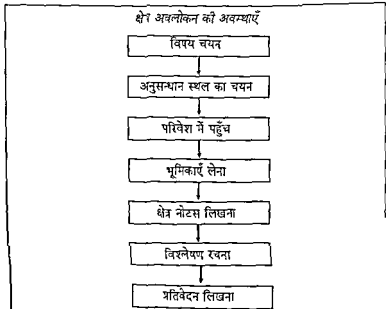 क्षेत्र अवलोकन की अवस्थाएँ
विषय चयन
अनुसन्धान स्थल का चयन
परिवेश में पहुँच
भूमिकाएँ लेना
क्षेत्र नोटस लिखना
विश्लेषण रचना
प्रतिवेदन लिखना